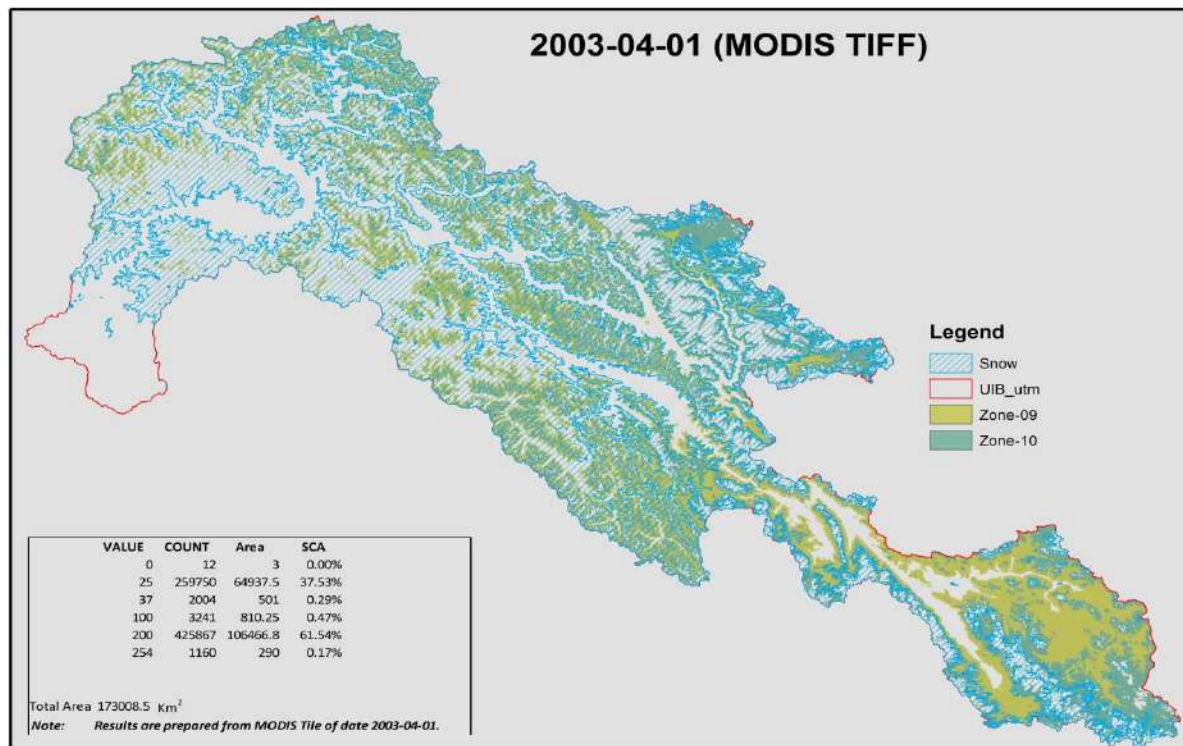 2003-04-01 (MODIS TIFF)
Legend
Snow
UIB_utm
Zone-09
Zone-10
VALUE COUNT Area SCA
0 12 3 0.00%
25 259750 64937.5 37.53%
37 2004 501 0.29%
100 3241 810.25 0.47%
200 425867 106466.8 61.54%
254 1160 290 0.17%
Total Area 173008.5 Km²
Note: Results are prepared from MODIS Tile of date 2003-04-01.